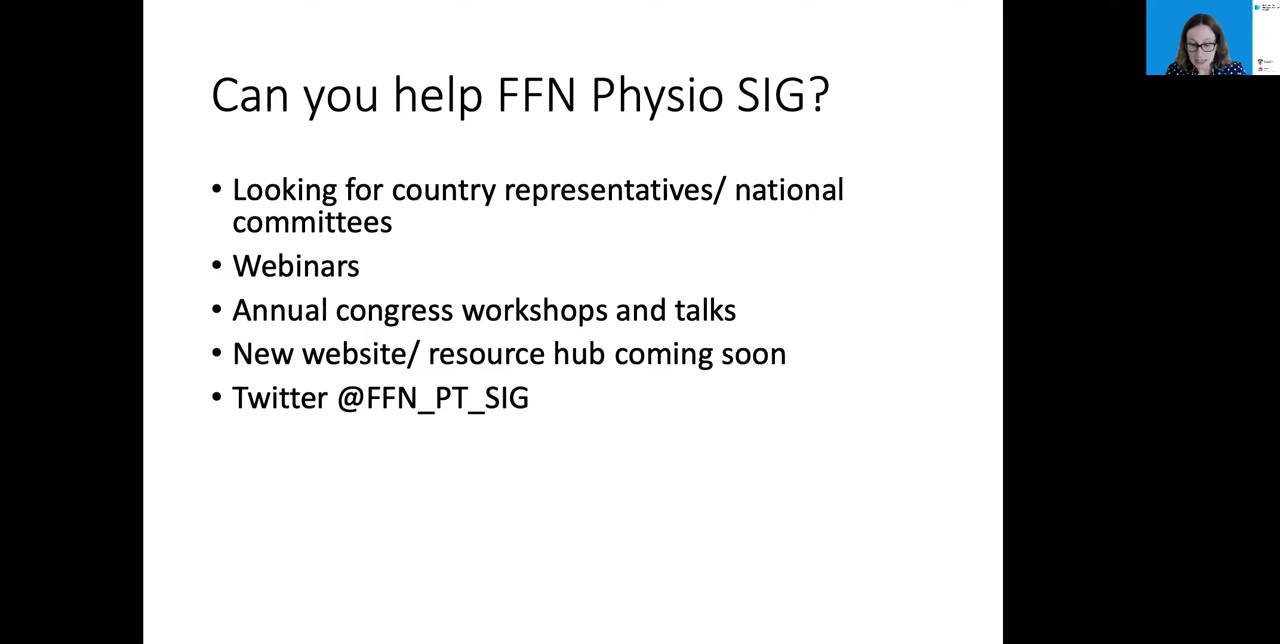 Can you help FFN Physio SIG?
• Looking for country representatives/ national
committees
• Webinars
• Annual congress workshops and talks
• New website/ resource hub coming soon
• Twitter @FFN_PT_SIG